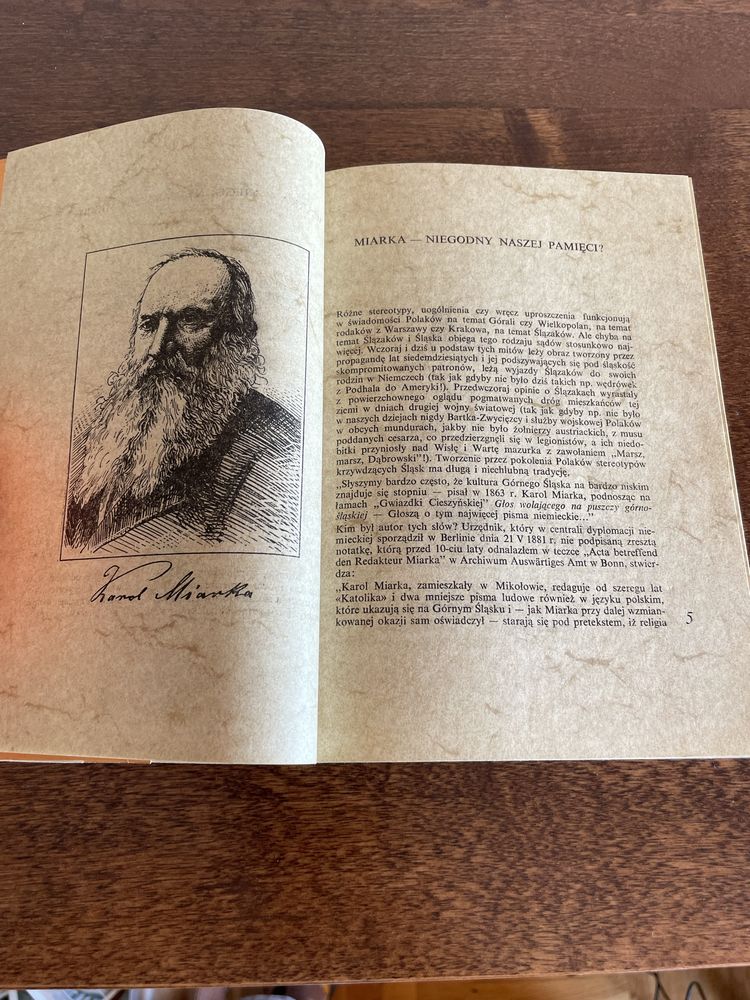 Karol Miarka
MIARKA — NIEGODNY NASZEJ PAMIĘCI?
Różne stereotypy, uogólnienia czy wręcz uproszczenia funkcjonują
w świadomości Polaków na temat Górali czy Wielkopolan, na temat
rodaków z Warszawy czy Krakowa, na temat Ślązaków. Ale chyba na
temat Ślązaków i Śląska obiega tego rodzaju sądów stosunkowo naj-
więcej. Wczoraj i dziś u podstaw tych mitów leży obraz tworzony przez
propagandę lat siedemdziesiątych i jej podszywających się pod śląskość
skompromitowanych patronów, leżą wyjazdy Ślązaków do swoich
rodzin w Niemczech (tak jak gdyby nie było dziś takich np. wędrówek
z Podhala do Ameryki!). Przedwczoraj opinie o Ślązakach wyrastały
z powierzchownego oglądu pogmatwanych dróg mieszkańców tej
ziemi w dniach drugiej wojny światowej (tak jak gdyby np. nie było
w naszych dziejach nigdy Bartka-Zwycięzcy i służby wojskowej Polaków
w obcych mundurach, jakby nie było żołnierzy austriackich, z musu
poddanych cesarza, co przedzierzgnęli się w legionistów, a ich niedo-
bitki przyniosły nad Wisłę i Wartę mazurka z zawołaniem „Marsz,
marsz, Dąbrowski"!). Tworzenie przez pokolenia Polaków stereotypów
krzywdzących Śląsk ma długą i niechlubną tradycję.
„Słyszymy bardzo często, że kultura Górnego Śląska na bardzo niskim
znajduje się stopniu — pisał w 1863 r. Karol Miarka, podnosząc na
łamach „Gwiazdki Cieszyńskiej" Głos wołającego na puszczy górno-
śląskiej — Głoszą o tym najwięcej pisma niemieckie..."
Kim był autor tych słów? Urzędnik, który w centrali dyplomacji nie-
mieckiej sporządził w Berlinie dnia 21 V 1881 r. nie podpisaną zresztą
notatkę, którą przed 10-ciu laty odnalazłem w teczce „Acta betreffend
den Redakteur Miarka" w Archiwum Auswärtiges Amt w Bonn, stwier-
dza:
„Karol Miarka, zamieszkały w Mikołowie, redaguje od szeregu lat
«Katolika» i dwa mniejsze pisma ludowe również w języku polskim,
które ukazują się na Górnym Śląsku i — jak Miarka przy dalej wzmian-
kowanej okazji sam oświadczył — starają się pod pretekstem, iż religia
5